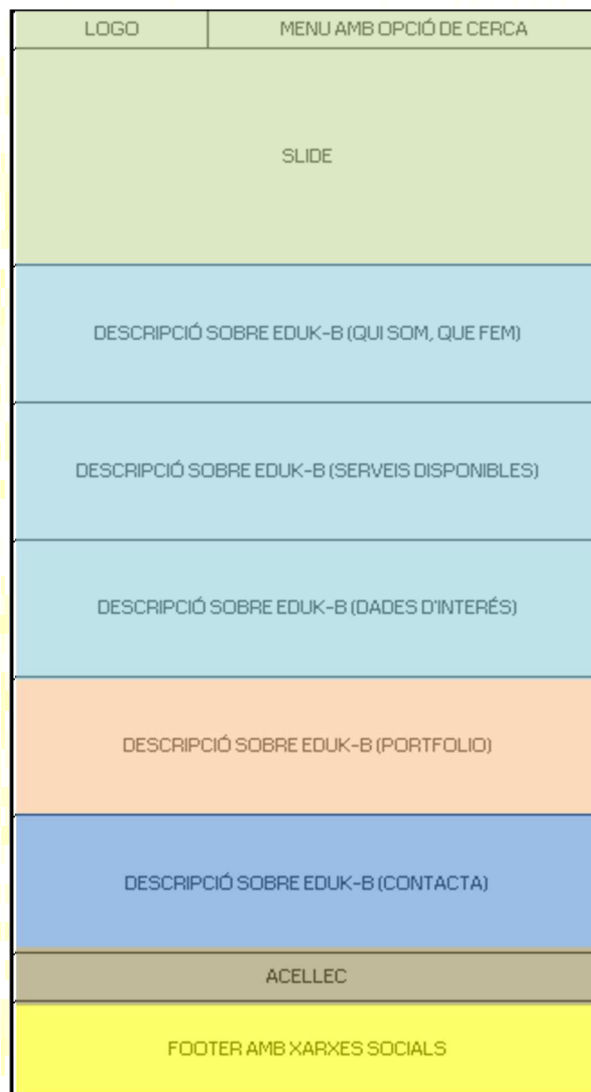 LOGO
MENU AMB OPCIÓ DE CERCA
SLIDE
DESCRIPCIÓ SOBRE EDUK-B (QUI SOM, QUE FEM)
DESCRIPCIÓ SOBRE EDUK-B (SERVEIS DISPONIBLES)
DESCRIPCIÓ SOBRE EDUK-B (DADES D'INTERÉS)
DESCRIPCIÓ SOBRE EDUK-B (PORTFOLIO)
DESCRIPCIÓ SOBRE EDUK-B (CONTACTA)
ACELLEC
FOOTER AMB XARXES SOCIALS